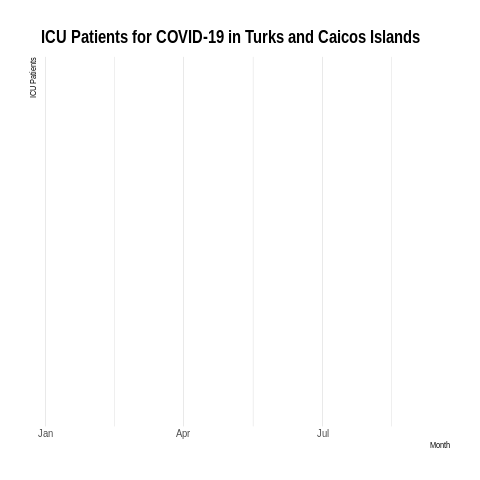 ICU Patients for COVID-19 in Turks and Caicos Islands
ICU Patients
Jan
Apr
Jul
Month